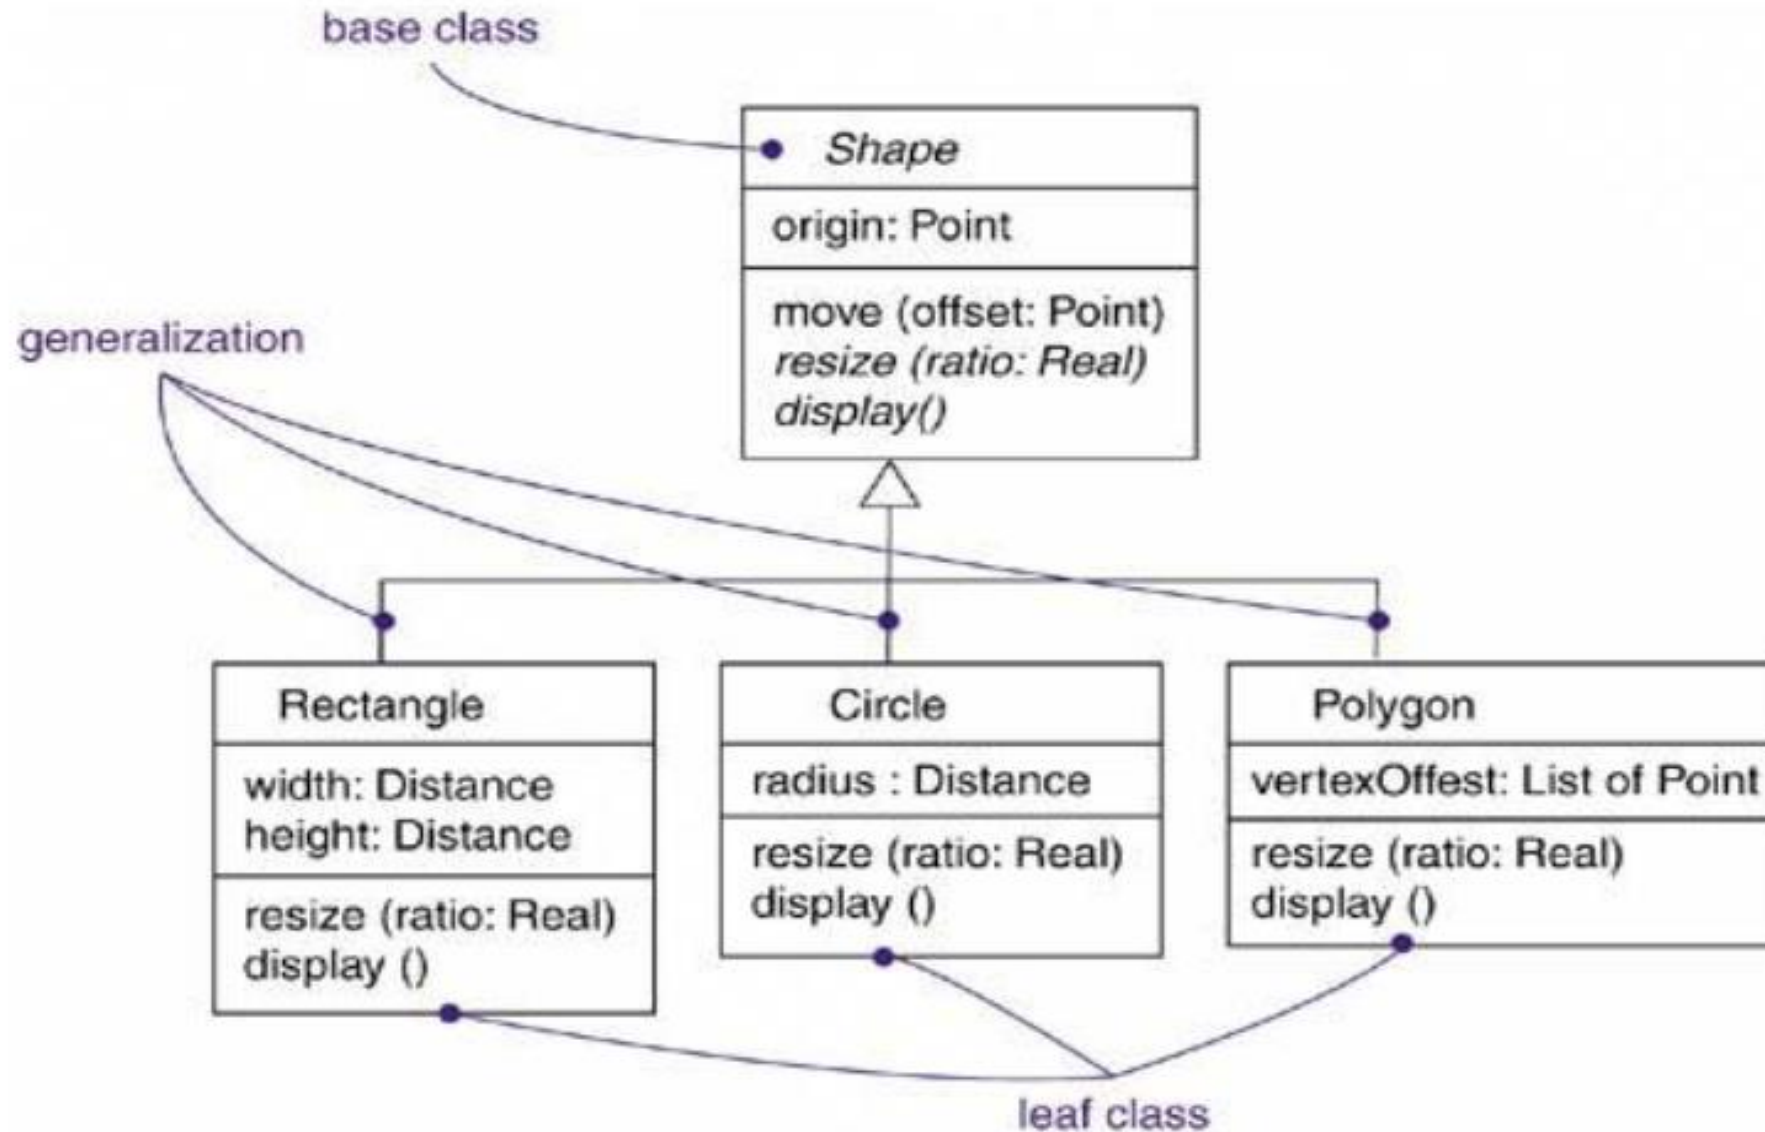 base class
Shape
origin: Point
move (offset: Point)
resize (ratio: Real)
display()
generalization
Rectangle
width: Distance
height: Distance
resize (ratio: Real)
display ()
Circle
radius : Distance
resize (ratio: Real)
display ()
Polygon
vertexOffest: List of Point
resize (ratio: Real)
display ()
leaf class